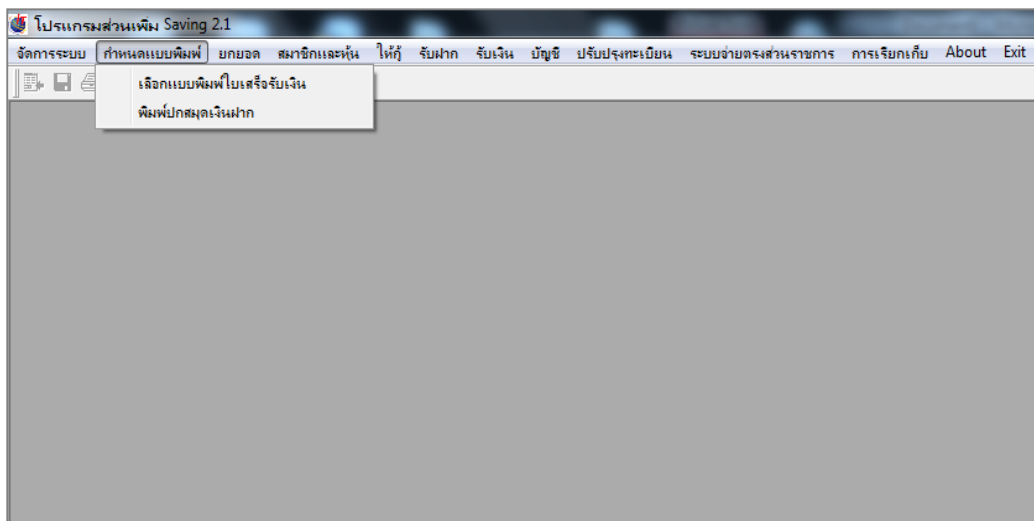 โปรแกรมส่วนเพิ่ม Saving 2.1
จัดการระบบ กำหนดแบบพิมพ์ ยกยอด สมาชิกและหุ้น ให้กู้ รับฝาก รับเงิน บัญชี ปรับปรุงทะเบียน ระบบจ่ายตรงส่วนราชการ การเรียกเก็บ About Exit
เลือกแบบพิมพ์ใบเสร็จรับเงิน
พิมพ์ปกสมุดเงินฝาก